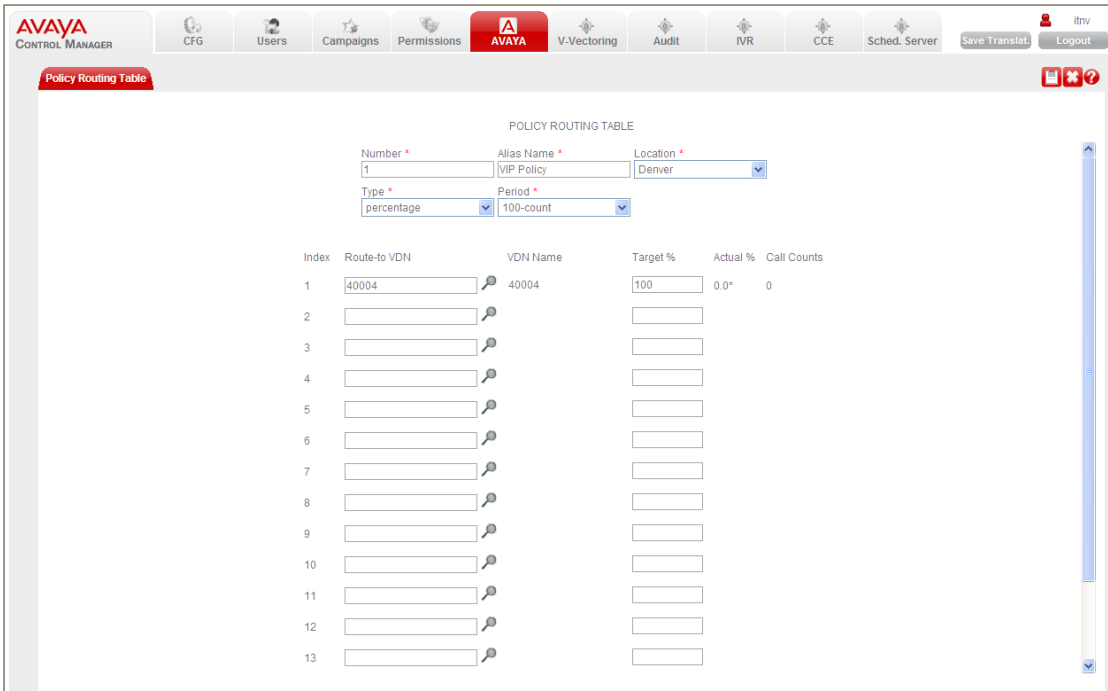 AVAYA
CONTROL MANAGER
CFG
Users
Campaigns
Permissions
A
AVAYA
V-Vectoring
Audit
IVR
CCE
Sched. Server
itnv
Save Translat.
Logout
Policy Routing Table
?
POLICY ROUTING TABLE
Number * Alias Name * Location *
1 VIP Policy Denver
Type * Period *
percentage 100-count
Index Route-to VDN VDN Name Target % Actual % Call Counts
1 40004 40004 100 0.0* 0
2
3
4
5
6
7
8
9
10
11
12
13